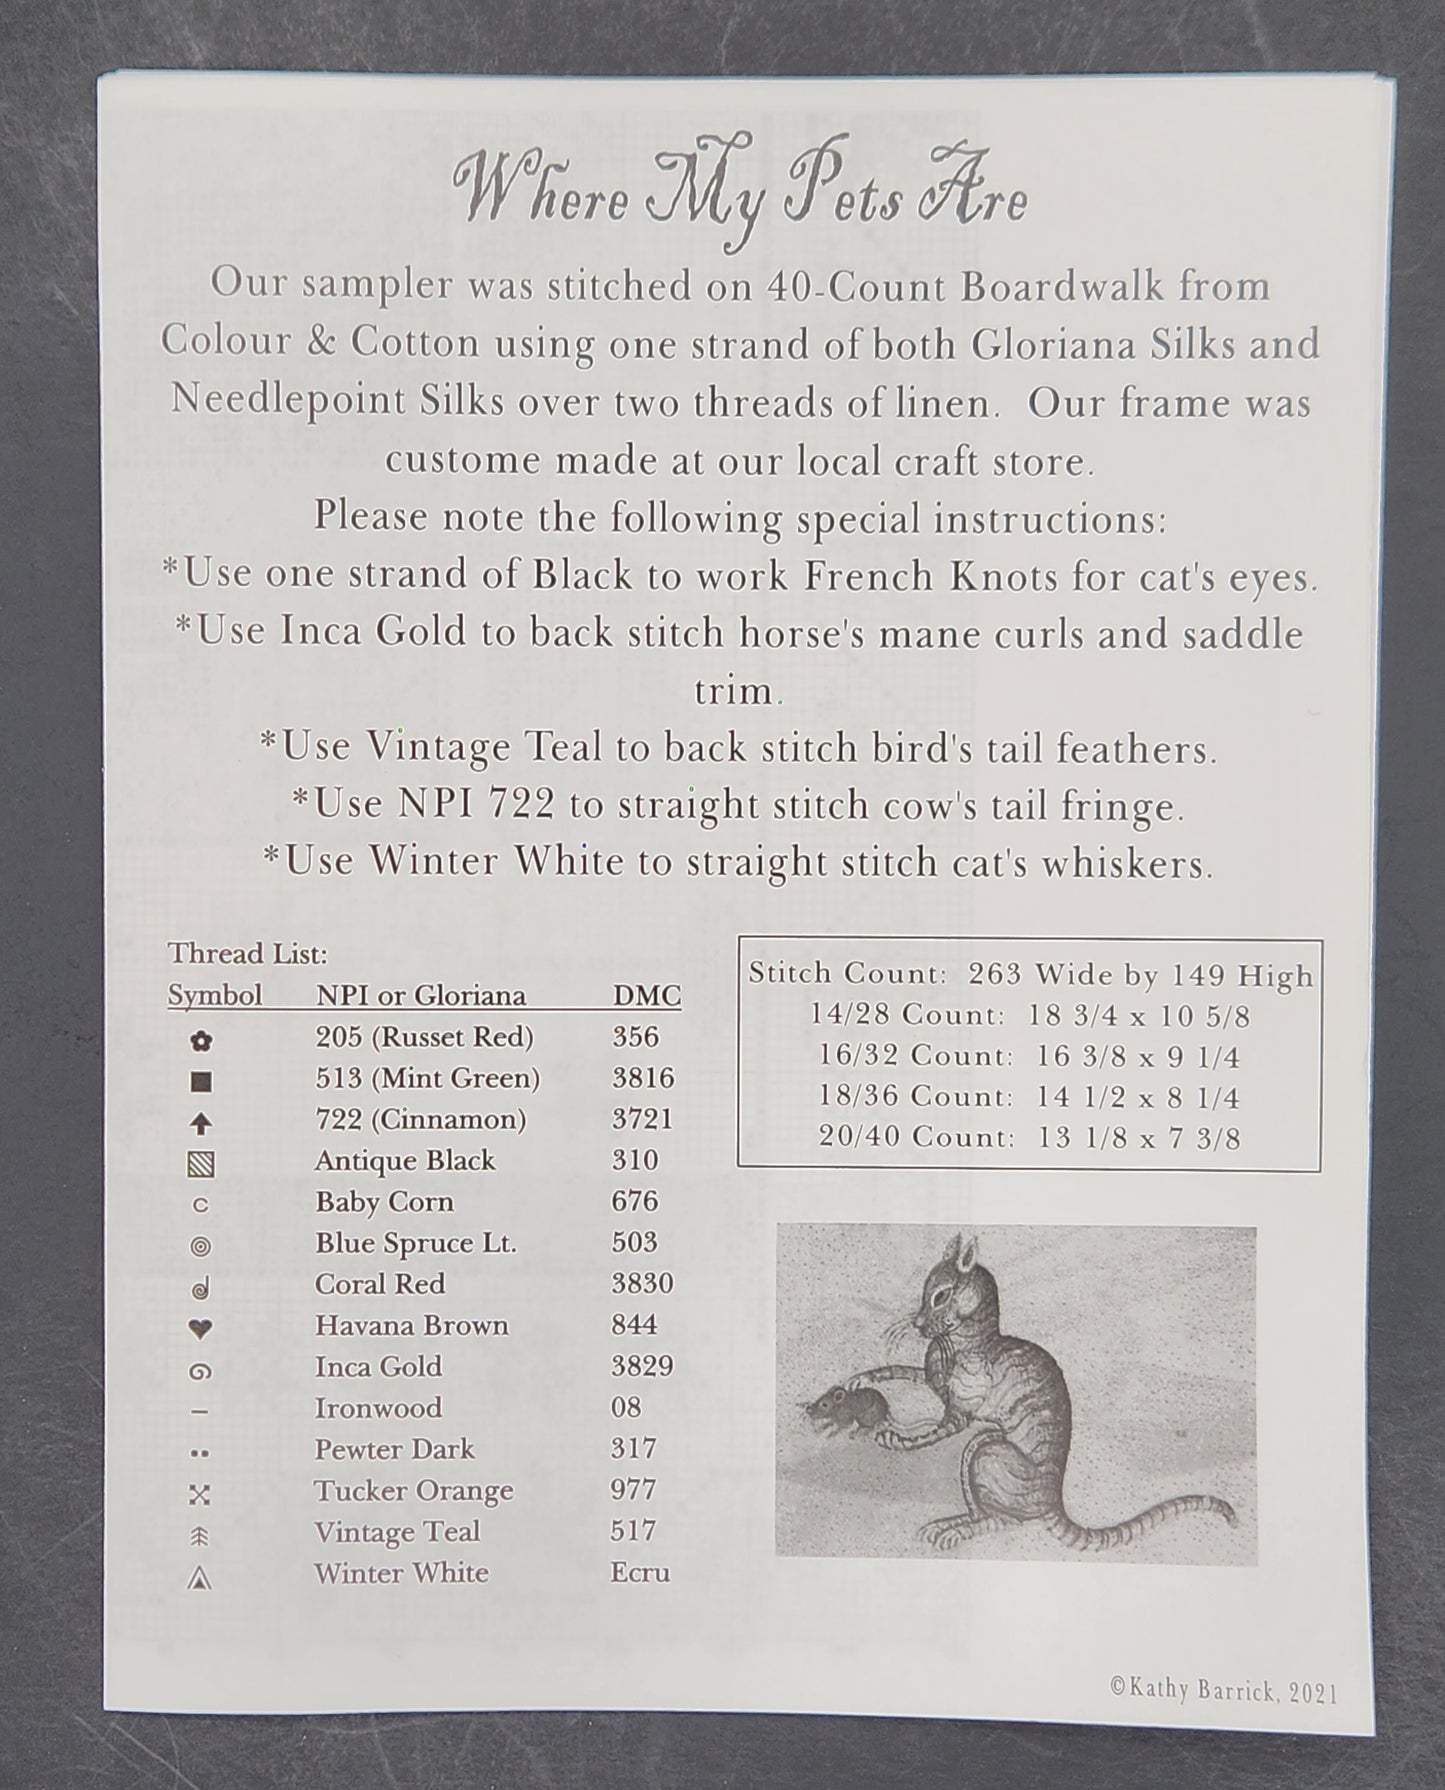 Where My Pets Are
Our sampler was stitched on 40-Count Boardwalk from
Colour & Cotton using one strand of both Gloriana Silks and
Needlepoint Silks over two threads of linen. Our frame was
custome made at our local craft store.
Please note the following special instructions:
*Use one strand of Black to work French Knots for cat's eyes.
*Use Inca Gold to back stitch horse's mane curls and saddle
trim.
*Use Vintage Teal to back stitch bird's tail feathers.
*Use NPI 722 to straight stitch cow's tail fringe.
*Use Winter White to straight stitch cat's whiskers.
Thread List:
Symbol NPI or Gloriana DMC
205 (Russet Red) 356
513 (Mint Green) 3816
722 (Cinnamon) 3721
Antique Black 310
C Baby Corn 676
Blue Spruce Lt. 503
Coral Red 3830
Havana Brown 844
Inca Gold 3829
Ironwood 08
Pewter Dark 317
Tucker Orange 977
Vintage Teal 517
Winter White Ecru
Stitch Count: 263 Wide by 149 High
14/28 Count: 18 3/4 x 10 5/8
16/32 Count: 16 3/8 x 9 1/4
18/36 Count: 14 1/2 x 8 1/4
20/40 Count: 13 1/8 x 7 3/8
©Kathy Barrick, 2021